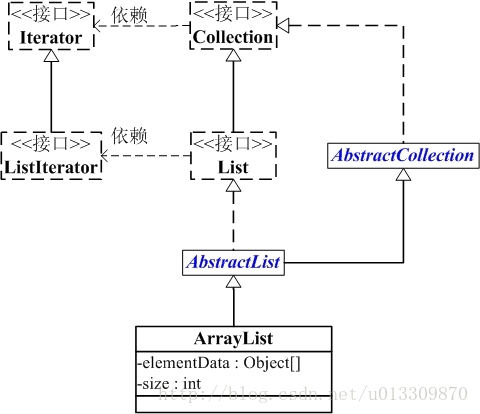 <<接口>> 依赖 <<接口>>
Iterator Collection
<<接口>> 依赖 <<接口>>
ListIterator List
AbstractCollection
AbstractList
ArrayList
-elementData : Object[]
-size : int
http://blog.csdn.net/u013309870